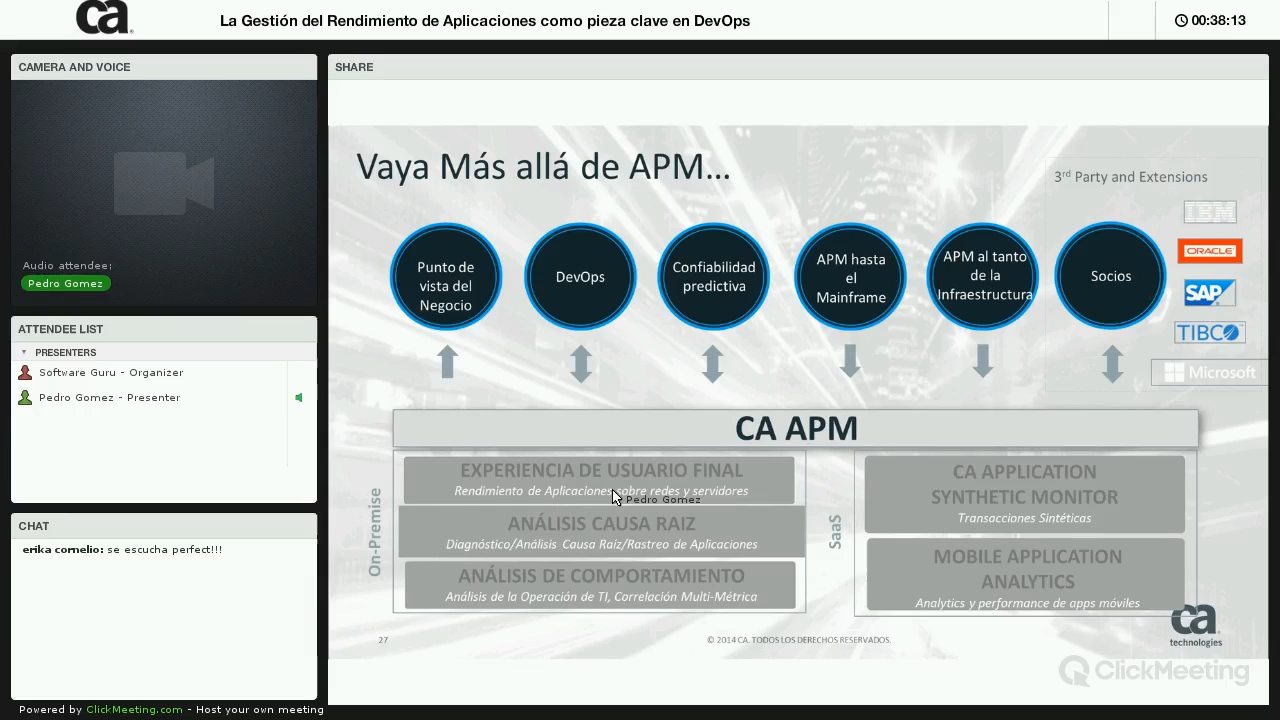 ca
La Gestión del Rendimiento de Aplicaciones como pieza clave en DevOps
00:38:13
CAMERA AND VOICE
Audio attendee:
Pedro Gomez
ATTENDEE LIST
PRESENTERS
Software Guru - Organizer
Pedro Gomez - Presenter
CHAT
erika cornelio: se escucha perfect!!!
Powered by ClickMeeting.com - Host your own meeting
SHARE
Vaya Más allá de APM...
3rd Party and Extensions
IBM
ORACLE
SAP
TIBCO
Microsoft
Punto de
vista del
Negocio
DevOps
Confiabilidad
predictiva
APM hasta
el
Mainframe
APM al tanto
de la
Infraestructura
Socios
CA APM
On-Premise
EXPERIENCIA DE USUARIO FINAL
Rendimiento de Aplicaciones sobre redes y servidores
Pedro Gomez
ANÁLISIS CAUSA RAIZ
Diagnóstico/Análisis Causa Raíz/Rastreo de Aplicaciones
ANÁLISIS DE COMPORTAMIENTO
Análisis de la Operación de TI, Correlación Multi-Métrica
SaaS
CA APPLICATION
SYNTHETIC MONITOR
Transacciones Sintéticas
MOBILE APPLICATION
ANALYTICS
Analytics y performance de apps móviles
27
© 2014 CA. TODOS LOS DERECHOS RESERVADOS.
ca
technologies
ClickMeeting